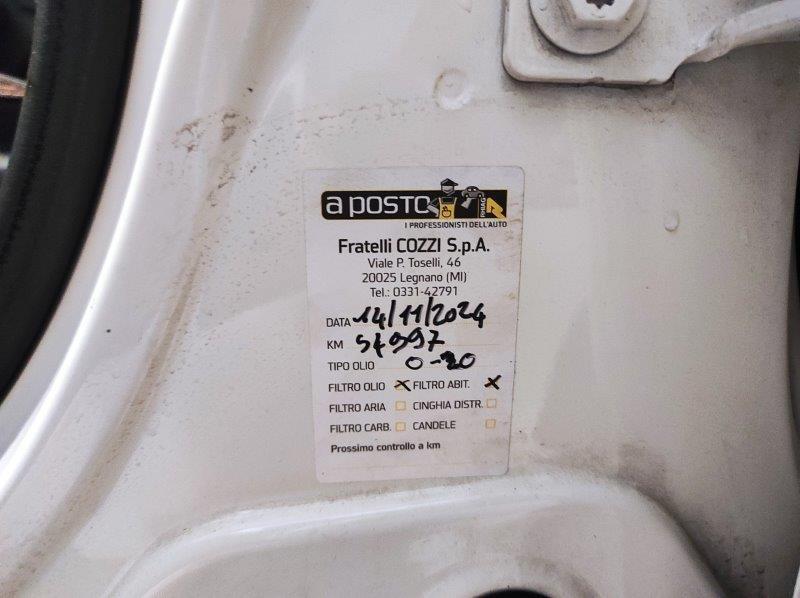 a POSTO RHIAG
I PROFESSIONISTI DELL'AUTO
Fratelli COZZI S.p.A.
Viale P. Toselli, 46
20025 Legnano (MI)
Tel.: 0331-42791
DATA 14/11/2024
KM 57997
TIPO OLIO 0-20
FILTRO OLIO X FILTRO ABIT. X
FILTRO ARIA CINGHIA DISTR.
FILTRO CARB. CANDELE
Prossimo controllo a km